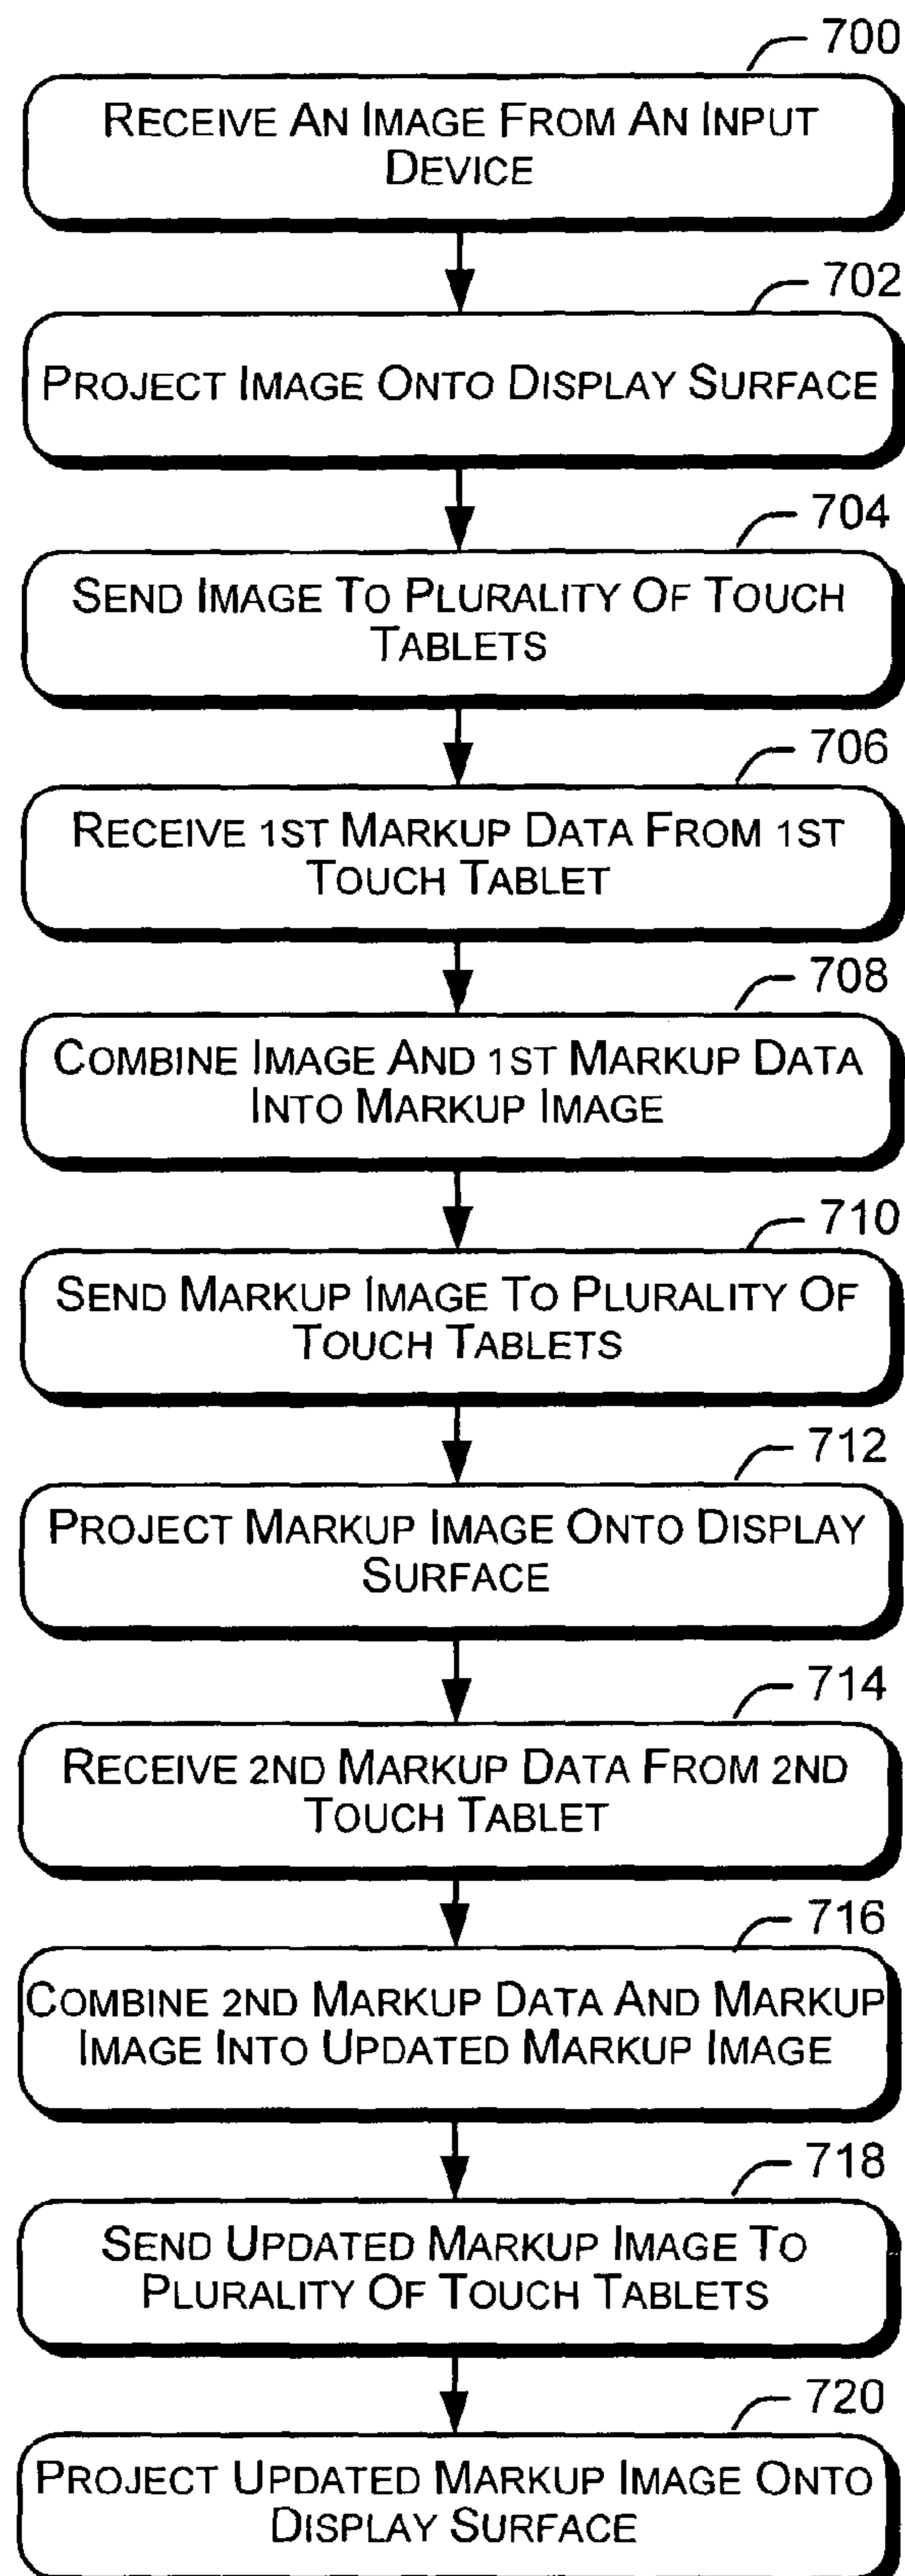 700
RECEIVE AN IMAGE FROM AN INPUT
DEVICE
702
PROJECT IMAGE ONTO DISPLAY SURFACE
704
SEND IMAGE TO PLURALITY OF TOUCH
TABLETS
706
RECEIVE 1ST MARKUP DATA FROM 1ST
TOUCH TABLET
708
COMBINE IMAGE AND 1ST MARKUP DATA
INTO MARKUP IMAGE
710
SEND MARKUP IMAGE TO PLURALITY OF
TOUCH TABLETS
712
PROJECT MARKUP IMAGE ONTO DISPLAY
SURFACE
714
RECEIVE 2ND MARKUP DATA FROM 2ND
TOUCH TABLET
716
COMBINE 2ND MARKUP DATA AND MARKUP
IMAGE INTO UPDATED MARKUP IMAGE
718
SEND UPDATED MARKUP IMAGE TO
PLURALITY OF TOUCH TABLETS
720
PROJECT UPDATED MARKUP IMAGE ONTO
DISPLAY SURFACE